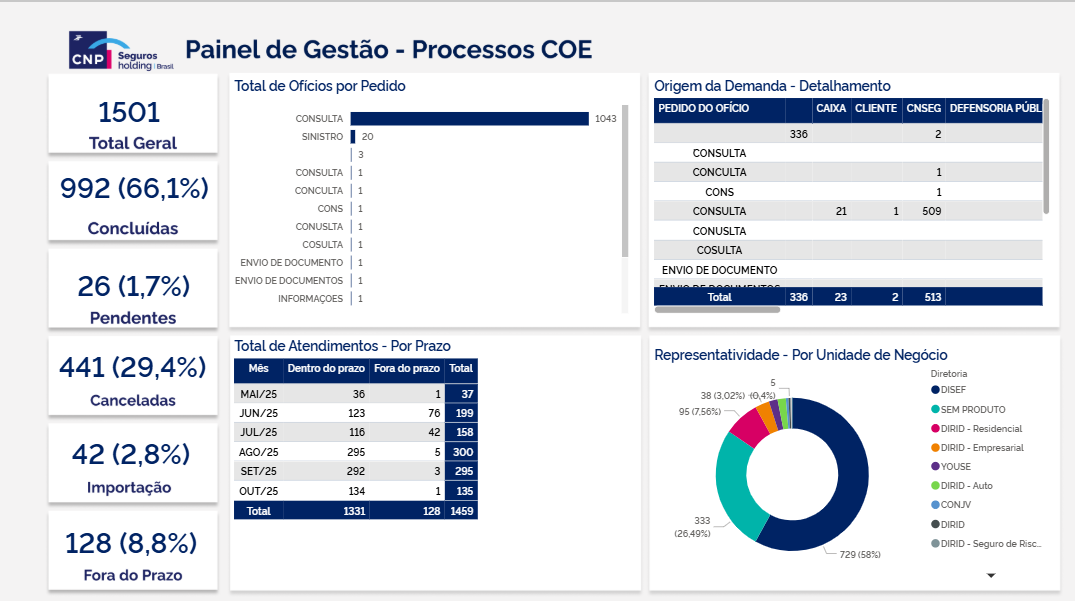 CNP Seguros
holding | Brasil
Painel de Gestão - Processos COE
1501
Total Geral
992 (66,1%)
Concluídas
26 (1,7%)
Pendentes
441 (29,4%)
Canceladas
42 (2,8%)
Importação
128 (8,8%)
Fora do Prazo
Total de Ofícios por Pedido
CONSULTA 1043
SINISTRO 20
3
CONSULTA 1
CONCULTA 1
CONS 1
CONUSLTA 1
COSULTA 1
ENVIO DE DOCUMENTO 1
ENVIO DE DOCUMENTOS 1
INFORMAÇOES 1
Origem da Demanda - Detalhamento
PEDIDO DO OFÍCIO CAIXA CLIENTE CNSEG DEFENSORIA PÚBL
336 2
CONSULTA
CONCULTA 1
CONS 1
CONSULTA 21 1 509
CONUSLTA
COSULTA
ENVIO DE DOCUMENTO
ENVIO DE DOCUMENTOS
Total 336 23 2 513
Total de Atendimentos - Por Prazo
Mês Dentro do prazo Fora do prazo Total
MAI/25 36 1 37
JUN/25 123 76 199
JUL/25 116 42 158
AGO/25 295 5 300
SET/25 292 3 295
OUT/25 134 1 135
Total 1331 128 1459
Representatividade - Por Unidade de Negócio
5
(0,4%)
38 (3,02%)
95 (7,56%)
333
(26,49%)
729 (58%)
Diretoria
DISEF
SEM PRODUTO
DIRID - Residencial
DIRID - Empresarial
YOUSE
DIRID - Auto
CONJV
DIRID
DIRID - Seguro de Risc...